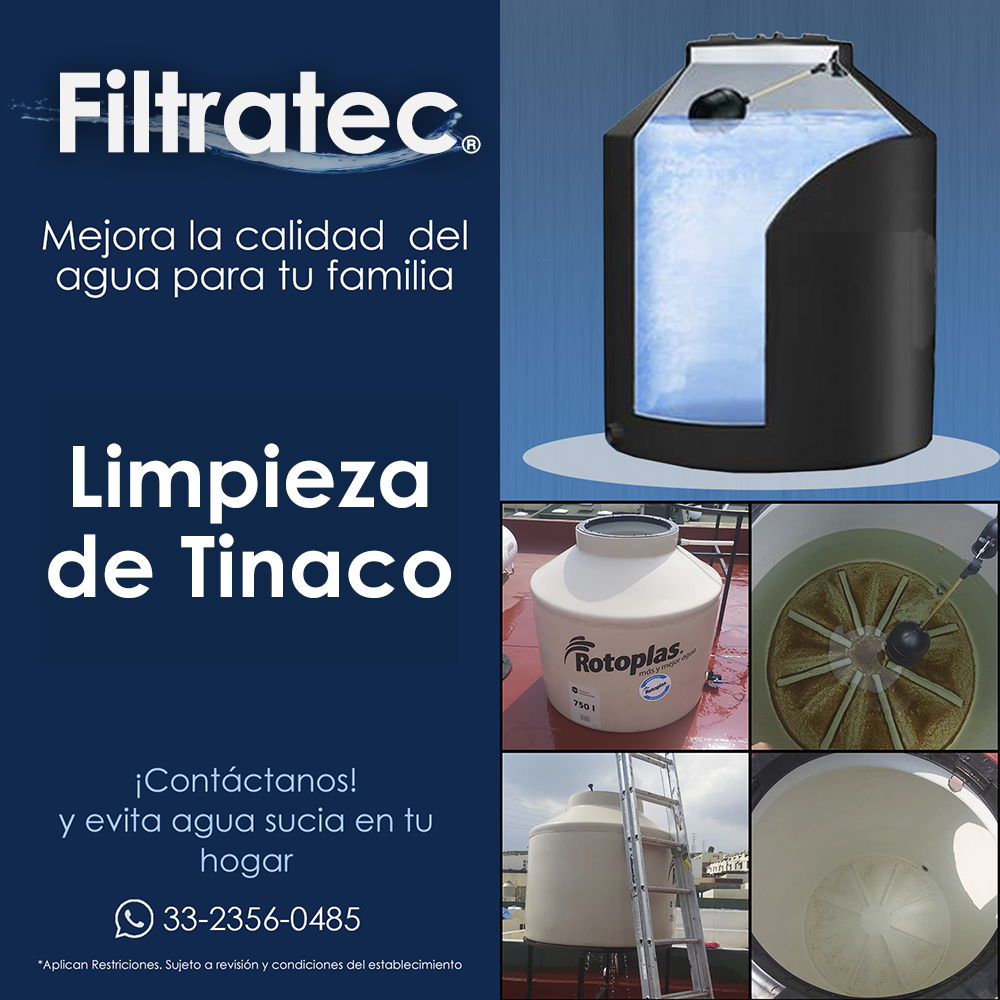 Filtratec®
Mejora la calidad del
agua para tu familia
Limpieza
de Tinaco
¡Contáctanos!
y evita agua sucia en tu
hogar
33-2356-0485
*Aplican Restriciones. Sujeto a revisión y condiciones del establecimiento
Rotoplas.
más y mejor agua
Rotoplas
750 l